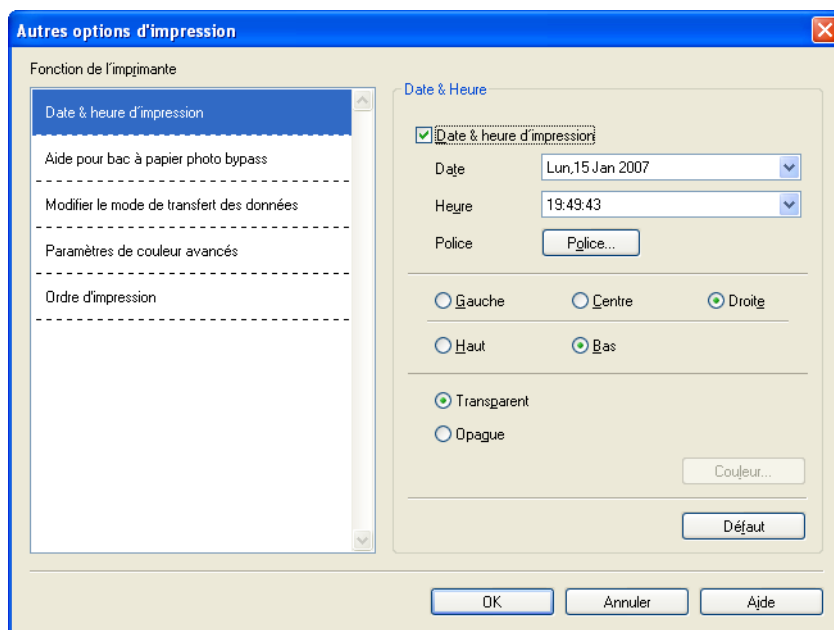 Autres options d'impression
Fonction de l'imprimante
Date & heure d'impression
Aide pour bac à papier photo bypass
Modifier le mode de transfert des données
Paramètres de couleur avancés
Ordre d'impression
Date & Heure
Date & heure d'impression
Date Lun,15 Jan 2007
Heure 19:49:43
Police Police...
Gauche Centre Droite
Haut Bas
Transparent
Opaque
Couleur...
Défaut
OK Annuler Aide